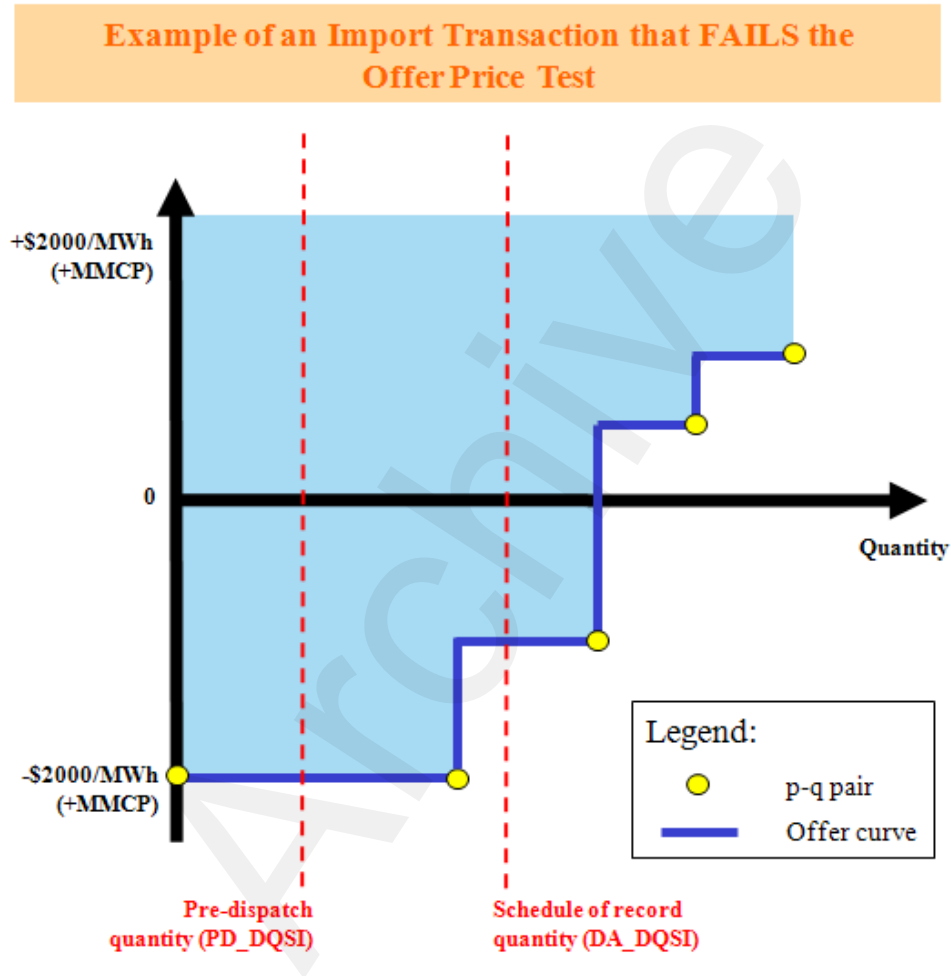 Example of an Import Transaction that FAILS the
Offer Price Test
+$2000/MWh
(+MMCP)
0
Quantity
-$2000/MWh
(+MMCP)
Legend:
p-q pair
Offer curve
Pre-dispatch
quantity (PD_DQSI)
Schedule of record
quantity (DA_DQSI)
Archive